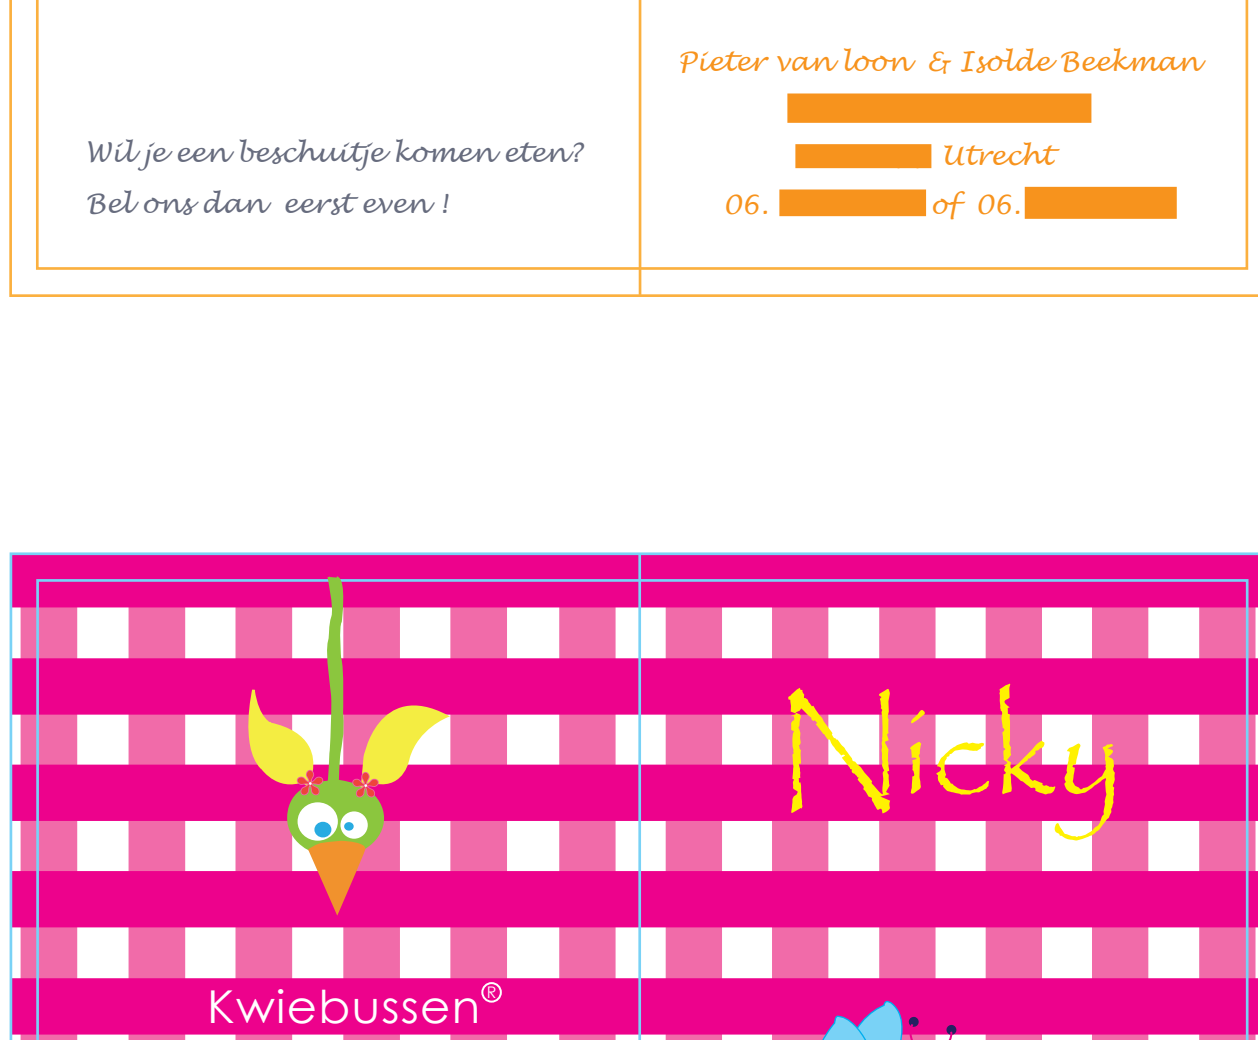 Wil je een beschuitje komen eten?
Bel ons dan eerst even !
Pieter van loon & Isolde Beekman
Utrecht
06. of 06.
Nicky
Kwiebussen®